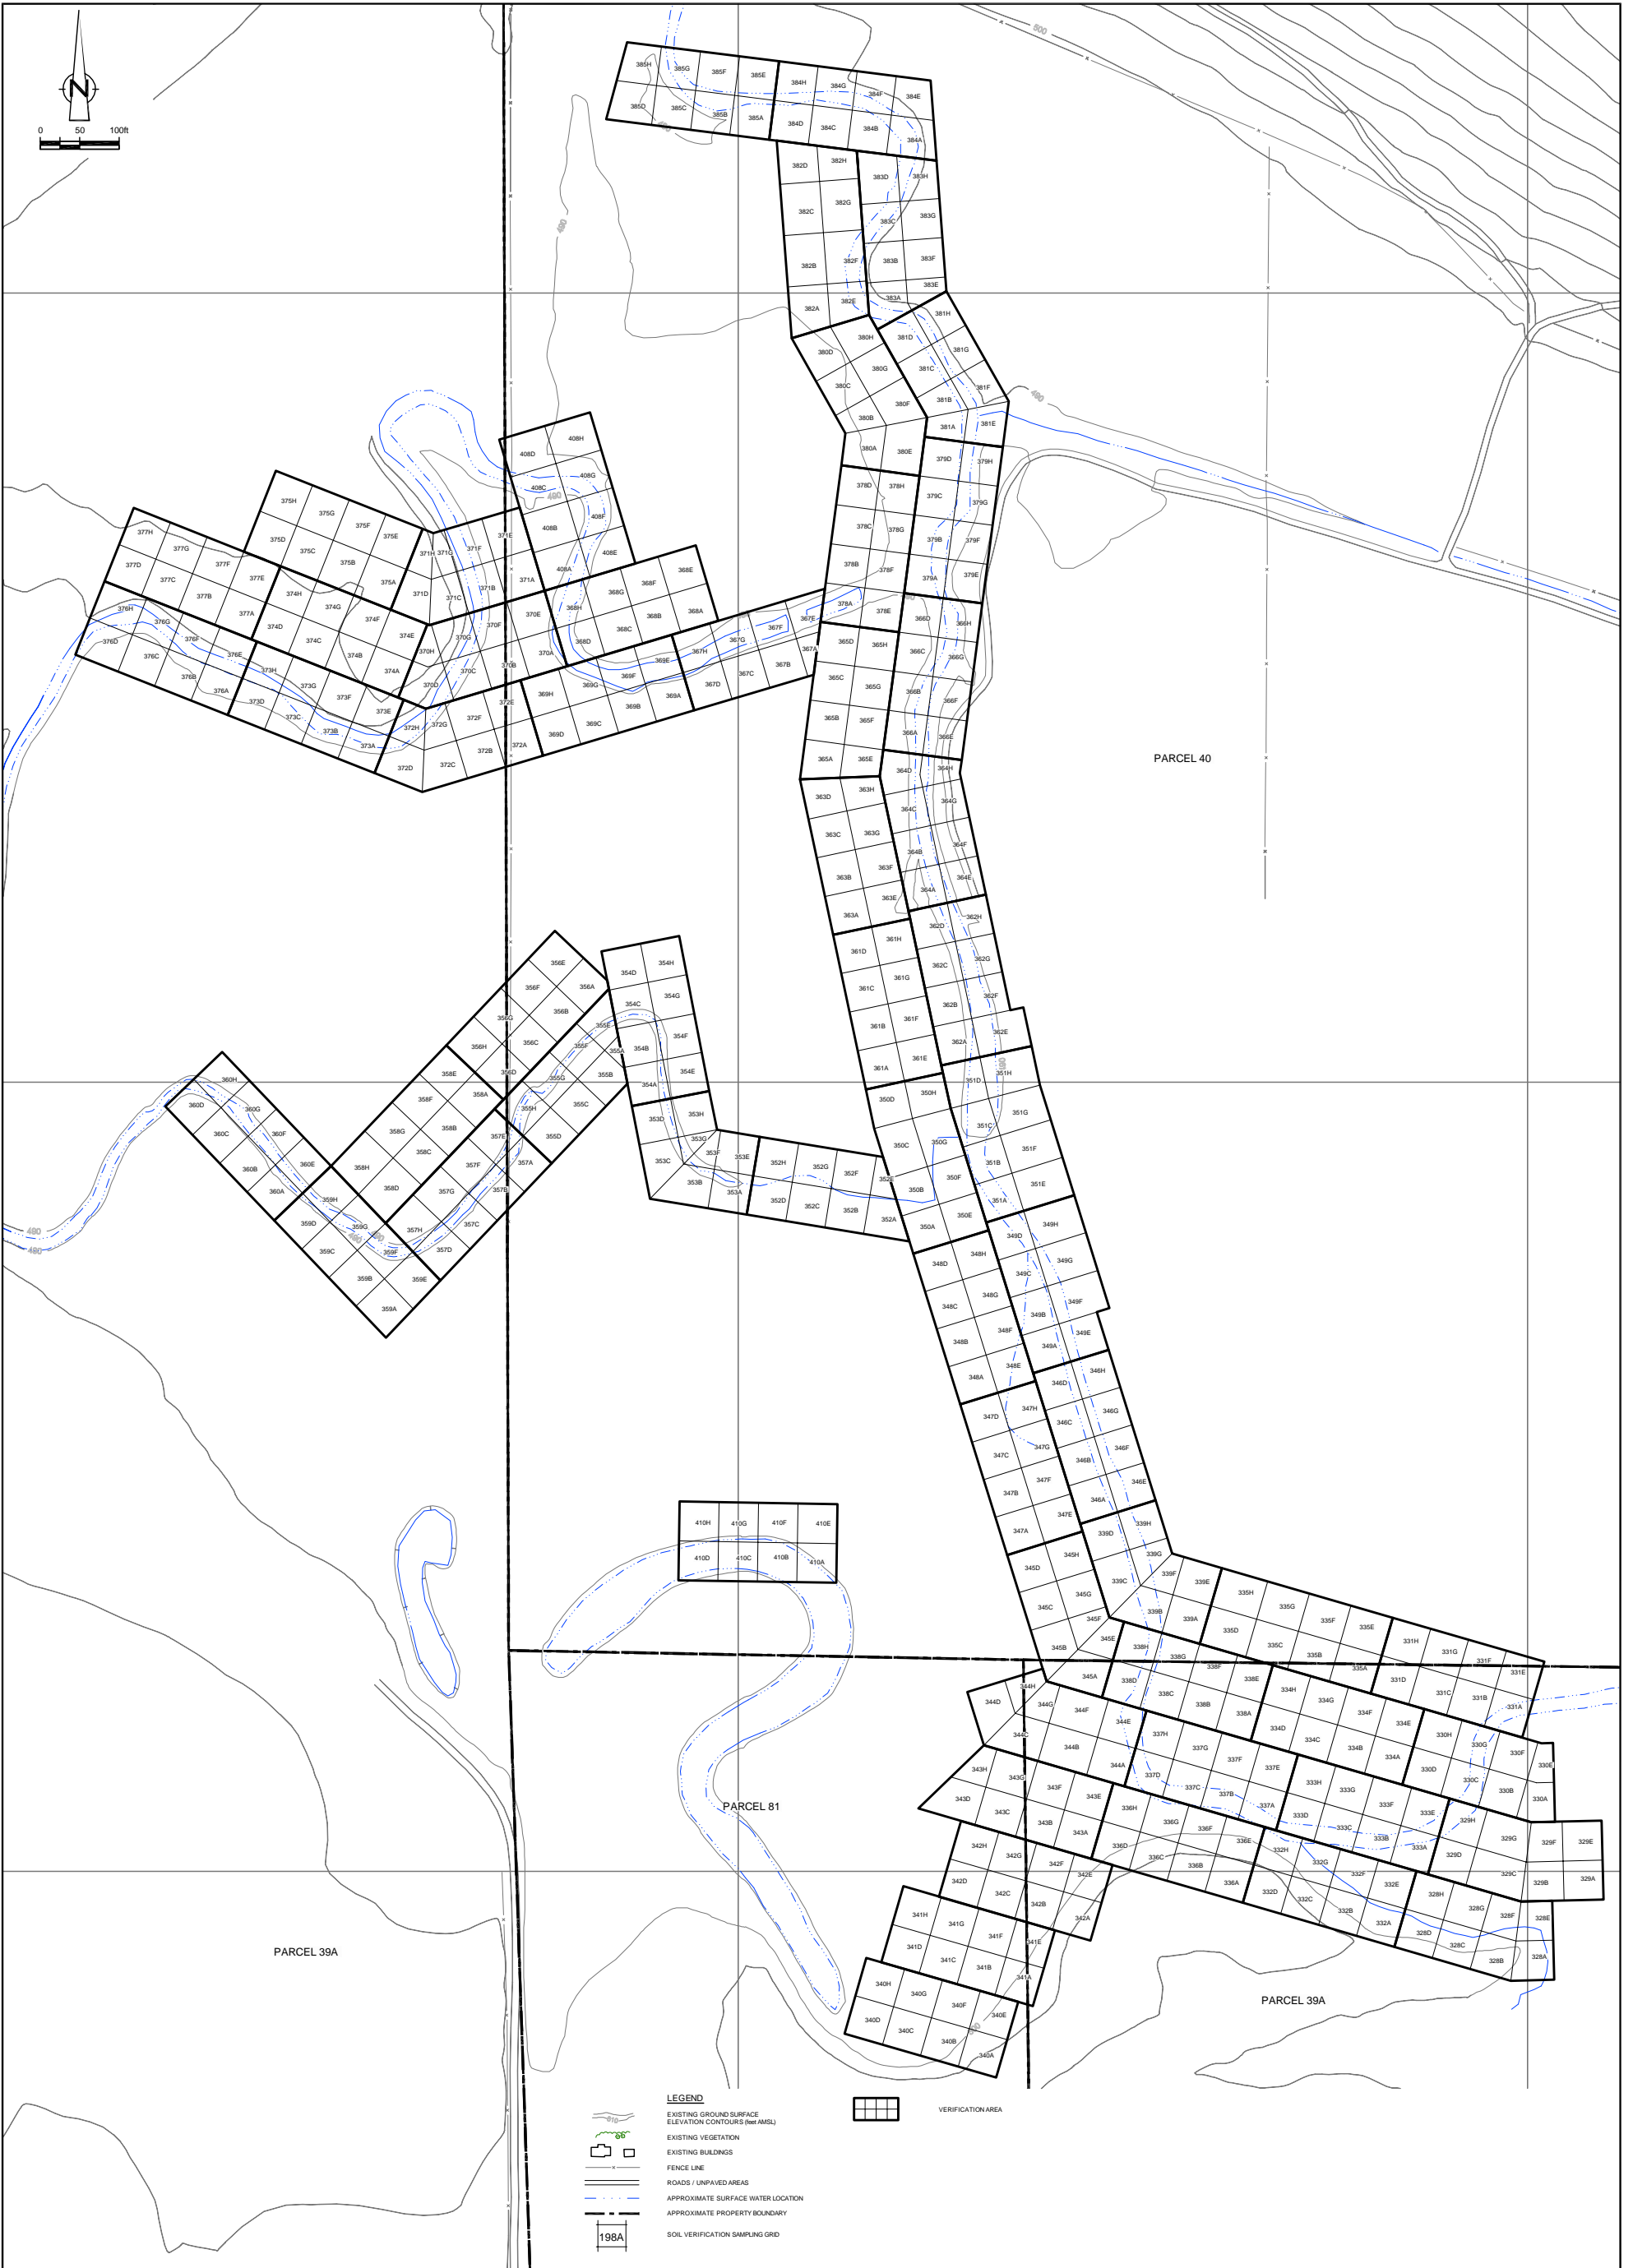 N
0 50 100ft
600
490
490
490
480
490
490
480
480
480
480
385H 385G 385F 385E 384H 384G 384F 384E
385D 385C 385B 385A 384D 384C 384B 384A
382D 382H 383D 383H
382C 382G 383C 383G
382B 382F 383B 383F
382A 382E 383A 383E
380D 380H 381D 381H
380C 380G 381C 381G
380B 380F 381B 381F
380A 380E 381A 381E
378D 378H 379D 379H
378C 378G 379C 379G
378B 378F 379B 379F
378A 378E 379A 379E
408D 408H
408C 408G
408B 408F
408A 408E
375H 375G 375F 375E
375D 375C 375B 375A
371H 371G 371F 371E
371D 371C 371B 371A
377H 377G 377F 377E
377D 377C 377B 377A
374H 374G 374F 374E
374D 374C 374B 374A
370H 370G 370F 370E
370D 370C 370B 370A
368H 368G 368F 368E
368D 368C 368B 368A
367H 367G 367F 367E
367D 367C 367B 367A
376H 376G 376F 376E
376D 376C 376B 376A
373H 373G 373F 373E
373D 373C 373B 373A
372H 372G 372F 372E
372D 372C 372B 372A
369H 369G 369F 369E
369D 369C 369B 369A
365D 365H 366D 366H
365C 365G 366C 366G
365B 365F 366B 366F
365A 365E 366A 366E
PARCEL 40
363D 363H 364D 364H
363C 363G 364C 364G
363B 363F 364B 364F
363A 363E 364A 364E
361D 361H 362D 362H
361C 361G 362C 362G
361B 361F 362B 362F
361A 361E 362A 362E
356E 356A
356F 356B
356G 356C
356H 356D
354D 354H
354C 354G
354B 354F
354A 354E
355E 355A
355F 355B
355G 355C
355H 355D
358E 358A
358F 358B
358G 358C
358H 358D
357E 357A
357F 357B
357G 357C
357H 357D
360H 360G 360F 360E
360D 360C 360B 360A
359H 359G 359F 359E
359D 359C 359B 359A
353D 353H
353C 353G 353F 353E
353B 353A
352H 352G 352F 352E
352D 352C 352B 352A
350D 350H 351D 351H
350C 350G 351C 351G
350B 350F 351B 351F
350A 350E 351A 351E
348D 348H 349D 349H
348C 348G 349C 349G
348B 348F 349B 349F
348A 348E 349A 349E
347D 347H 346D 346H
347C 347G 346C 346G
347B 347F 346B 346F
347A 347E 346A 346E
410H 410G 410F 410E
410D 410C 410B 410A
345D 345H 339D 339H
345C 345G 339C 339G
345B 345F 339B 339F
345A 345E 339A 339E
335H 335G 335F 335E
335D 335C 335B 335A
331H 331G 331F 331E
331D 331C 331B 331A
338H 338G 338F 338E
338D 338C 338B 338A
334H 334G 334F 334E
334D 334C 334B 334A
330H 330G 330F 330E
330D 330C 330B 330A
344D 344H 344G 344F 344E
344C 344B 344A
337H 337G 337F 337E
337D 337C 337B 337A
333H 333G 333F 333E
333D 333C 333B 333A
329H 329G 329F 329E
329D 329C 329B 329A
343H 343G 343F 343E
343D 343C 343B 343A
336H 336G 336F 336E
336D 336C 336B 336A
332H 332G 332F 332E
332D 332C 332B 332A
328H 328G 328F 328E
328D 328C 328B 328A
342H 342G 342F 342E
342D 342C 342B 342A
341H 341G 341F 341E
341D 341C 341B 341A
340H 340G 340F 340E
340D 340C 340B 340A
PARCEL 81
PARCEL 39A
PARCEL 39A
LEGEND
810
EXISTING GROUND SURFACE
ELEVATION CONTOURS (feet AMSL)
VERIFICATION AREA
EXISTING VEGETATION
EXISTING BUILDINGS
FENCE LINE
ROADS / UNPAVED AREAS
APPROXIMATE SURFACE WATER LOCATION
APPROXIMATE PROPERTY BOUNDARY
198A
SOIL VERIFICATION SAMPLING GRID